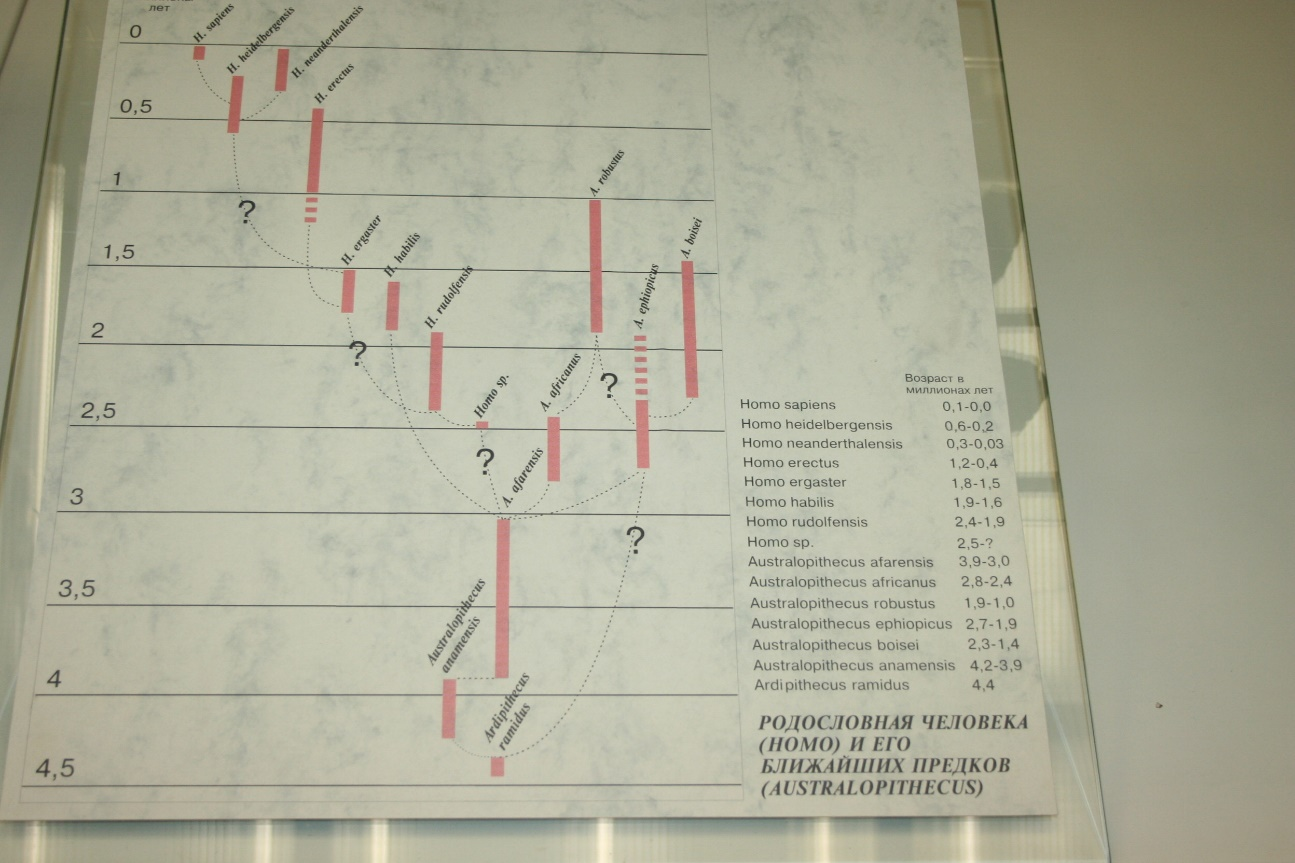 лет
0
H. sapiens
H. heidelbergensis
H. neanderthalensis
H. erectus
0,5
1
A. robustus
?
H. ergaster
H. habilis
A. boisei
1,5
H. rudolfensis
A. ephiopicus
2
?
Homo sp.
A. africanus
?
2,5
?
A. afarensis
3
?
3,5
Australopithecus
anamensis
4
Ardipithecus
ramidus
4,5
Возраст в
миллионах лет
Homo sapiens 0,1-0,0
Homo heidelbergensis 0,6-0,2
Homo neanderthalensis 0,3-0,03
Homo erectus 1,2-0,4
Homo ergaster 1,8-1,5
Homo habilis 1,9-1,6
Homo rudolfensis 2,4-1,9
Homo sp. 2,5-?
Australopithecus afarensis 3,9-3,0
Australopithecus africanus 2,8-2,4
Australopithecus robustus 1,9-1,0
Australopithecus ephiopicus 2,7-1,9
Australopithecus boisei 2,3-1,4
Australopithecus anamensis 4,2-3,9
Ardipithecus ramidus 4,4
РОДОСЛОВНАЯ ЧЕЛОВЕКА
(HOMO) И ЕГО
БЛИЖАЙШИХ ПРЕДКОВ
(AUSTRALOPITHECUS)